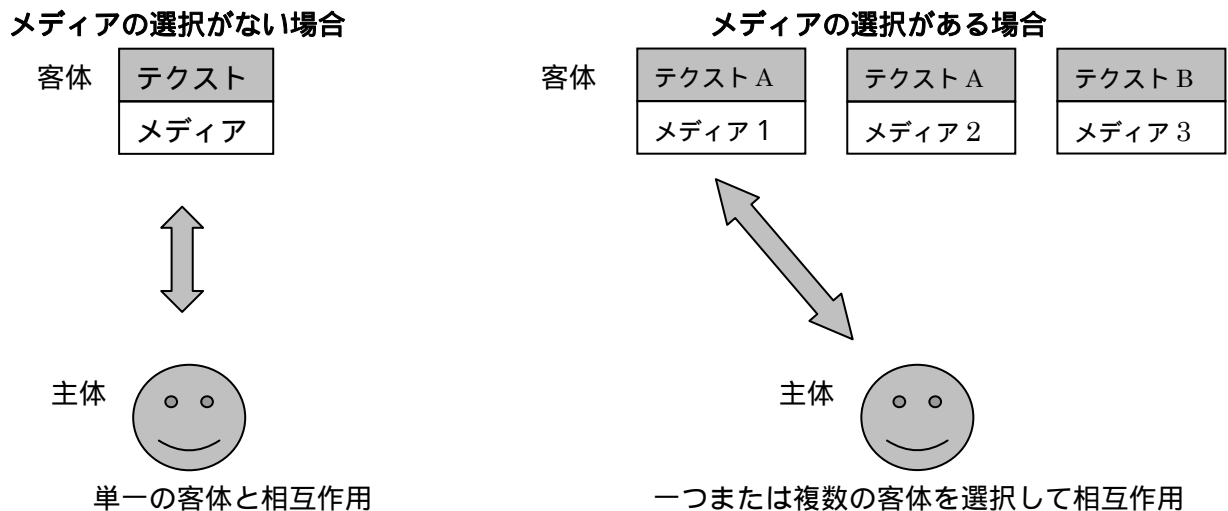 メディアの選択がない場合
客体
テクスト
メディア
主体
単一の客体と相互作用
メディアの選択がある場合
客体
テクスト A
メディア 1
テクスト A
メディア 2
テクスト B
メディア 3
主体
一つまたは複数の客体を選択して相互作用